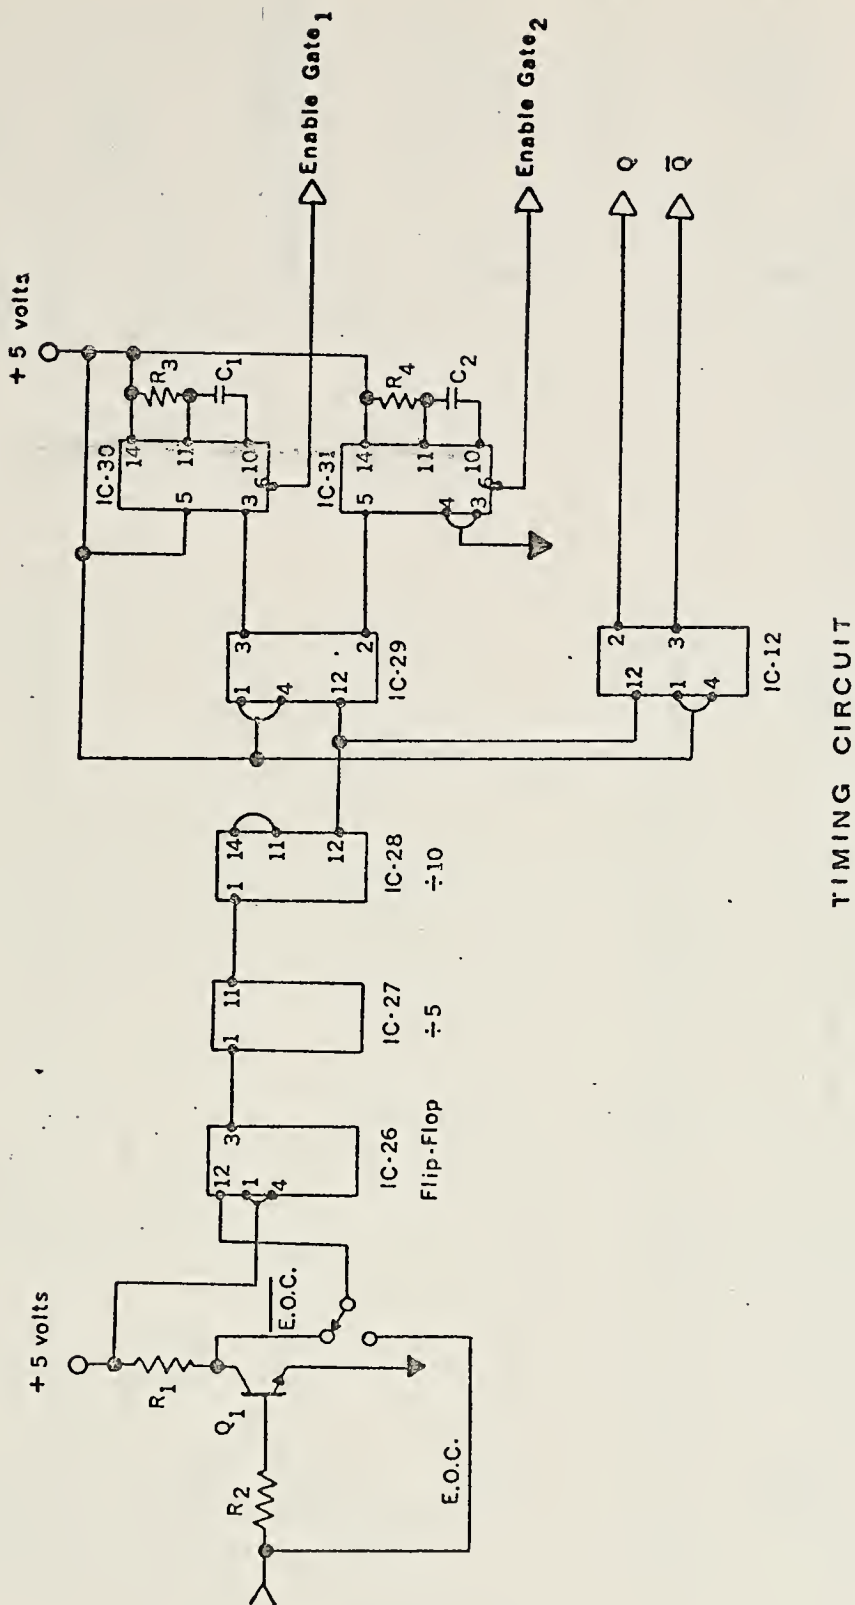 +5 volts
R1
Q1
R2
E.O.C.
E.O.C.
12
1
4
3
IC-26
Flip-Flop
1
11
IC-27
÷5
1
14
11
12
IC-28
÷10
1
4
12
3
2
IC-29
+5 volts
IC-30
5
3
14
11
10
6
R3
C1
Enable Gate1
IC-31
5
4
3
14
11
10
6
R4
C2
Enable Gate2
12
1
4
2
3
IC-12
Q
Q̅
TIMING CIRCUIT